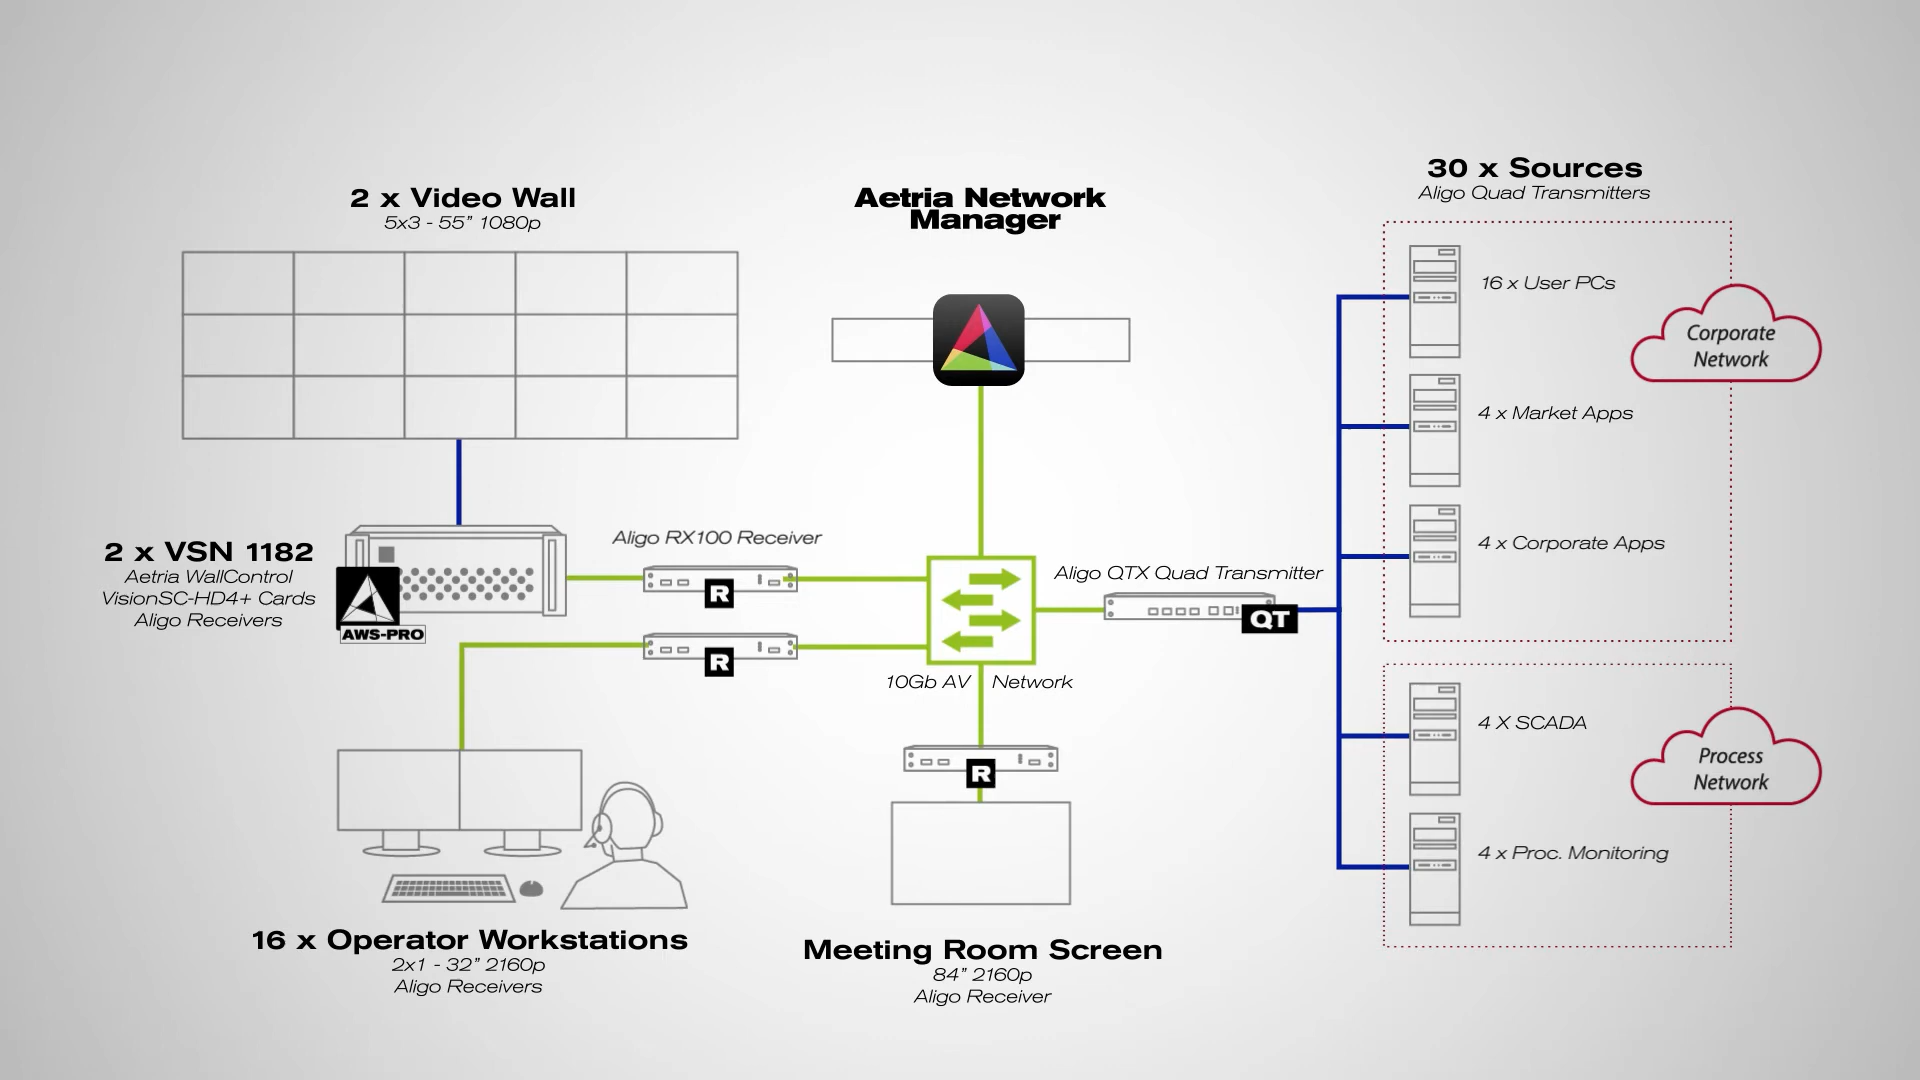 2 x Video Wall
5x3 - 55” 1080p
Aetria Network
Manager
30 x Sources
Aligo Quad Transmitters
16 x User PCs
Corporate
Network
4 x Market Apps
4 x Corporate Apps
2 x VSN 1182
Aetria WallControl
VisionSC-HD4+ Cards
Aligo Receivers
AWS-PRO
Aligo RX100 Receiver
R
R
Aligo QTX Quad Transmitter
QT
10Gb AV Network
R
4 X SCADA
Process
Network
4 x Proc. Monitoring
16 x Operator Workstations
2x1 - 32” 2160p
Aligo Receivers
Meeting Room Screen
84” 2160p
Aligo Receiver